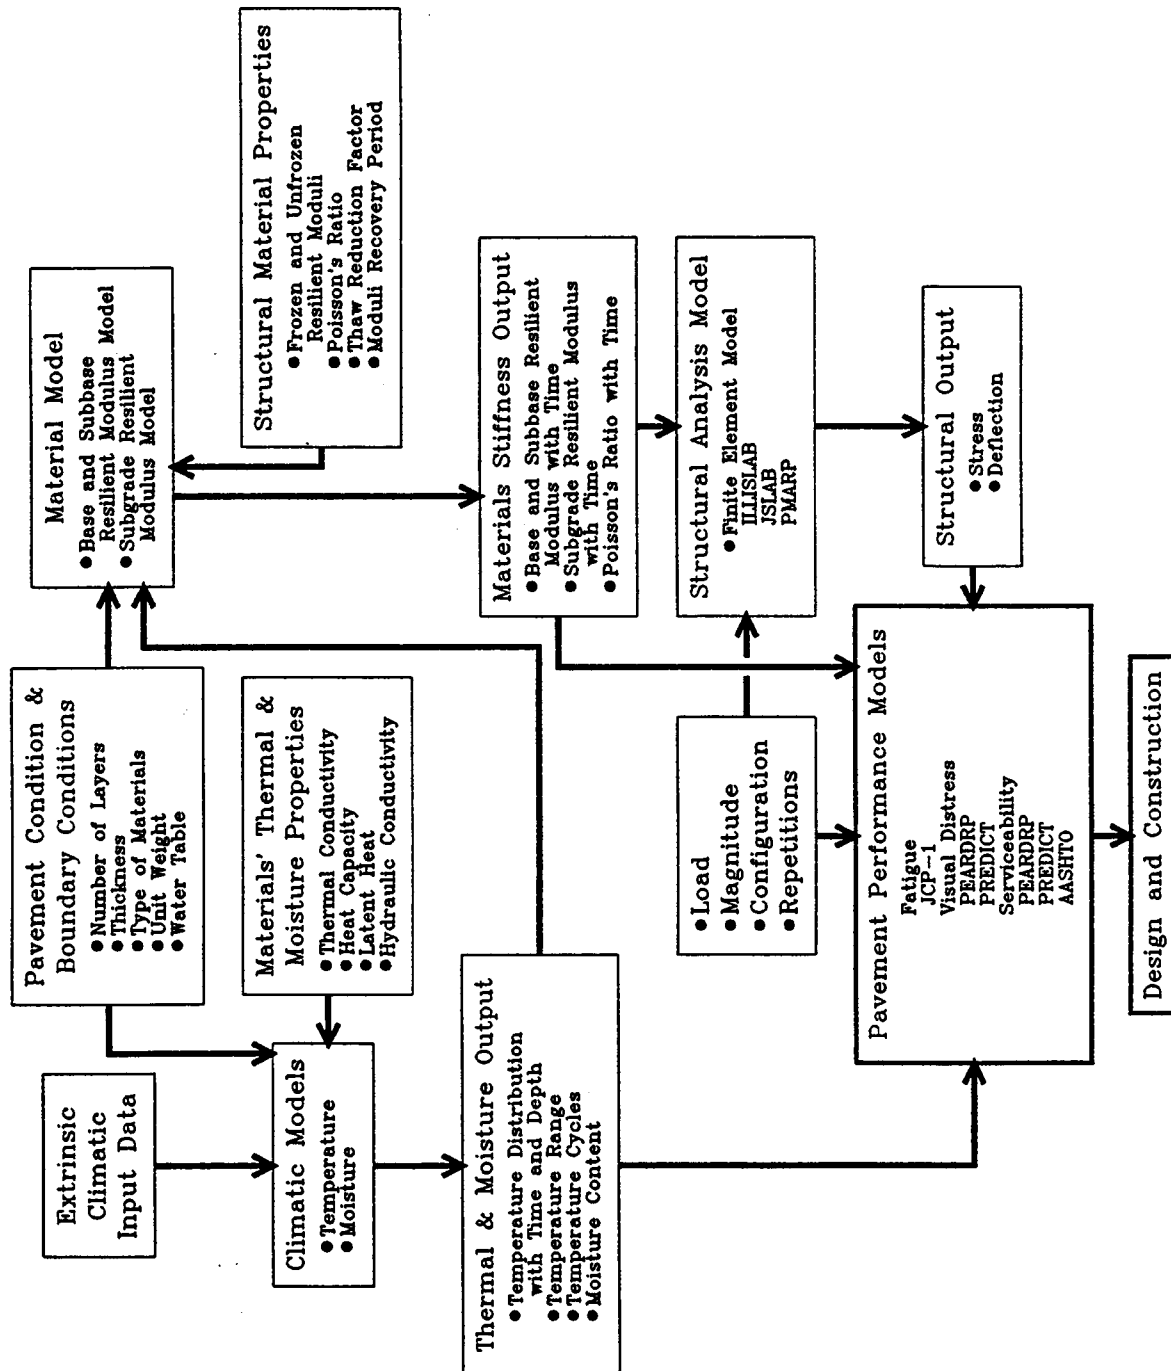 Extrinsic
Climatic
Input Data
Pavement Condition &
Boundary Conditions
●Number of Layers
●Thickness
●Type of Materials
●Unit Weight
●Water Table
Material Model
●Base and Subbase
Resilient Modulus Model
●Subgrade Resilient
Modulus Model
Climatic Models
●Temperature
●Moisture
Materials' Thermal &
Moisture Properties
●Thermal Conductivity
●Heat Capacity
●Latent Heat
●Hydraulic Conductivity
Structural Material Properties
●Frozen and Unfrozen
Resilient Moduli
●Poisson's Ratio
●Thaw Reduction Factor
●Moduli Recovery Period
Thermal & Moisture Output
●Temperature Distribution
with Time and Depth
●Temperature Range
●Temperature Cycles
●Moisture Content
Materials Stiffness Output
●Base and Subbase Resilient
Modulus with Time
●Subgrade Resilient Modulus
with Time
●Poisson's Ratio with Time
●Load
●Magnitude
●Configuration
●Repetitions
Structural Analysis Model
●Finite Element Model
ILLISLAB
JSLAB
PMARP
Pavement Performance Models
Fatigue
JCP-1
Visual Distress
PEARDRP
PREDICT
Serviceability
PEARDRP
PREDICT
AASHTO
Structural Output
●Stress
●Deflection
Design and Construction